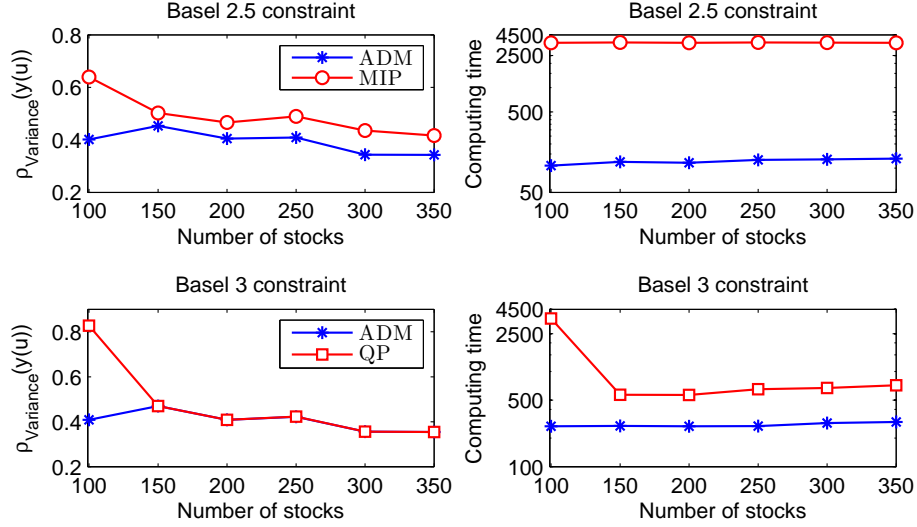 Basel 2.5 constraint
ρVariance(y(u))
0.8
0.6
0.4
0.2
ADM
MIP
100 150 200 250 300 350
Number of stocks
Basel 2.5 constraint
Computing time
4500
2500
500
50
100 150 200 250 300 350
Number of stocks
Basel 3 constraint
ρVariance(y(u))
0.8
0.6
0.4
0.2
ADM
QP
100 150 200 250 300 350
Number of stocks
Basel 3 constraint
Computing time
4500
2500
500
100
100 150 200 250 300 350
Number of stocks